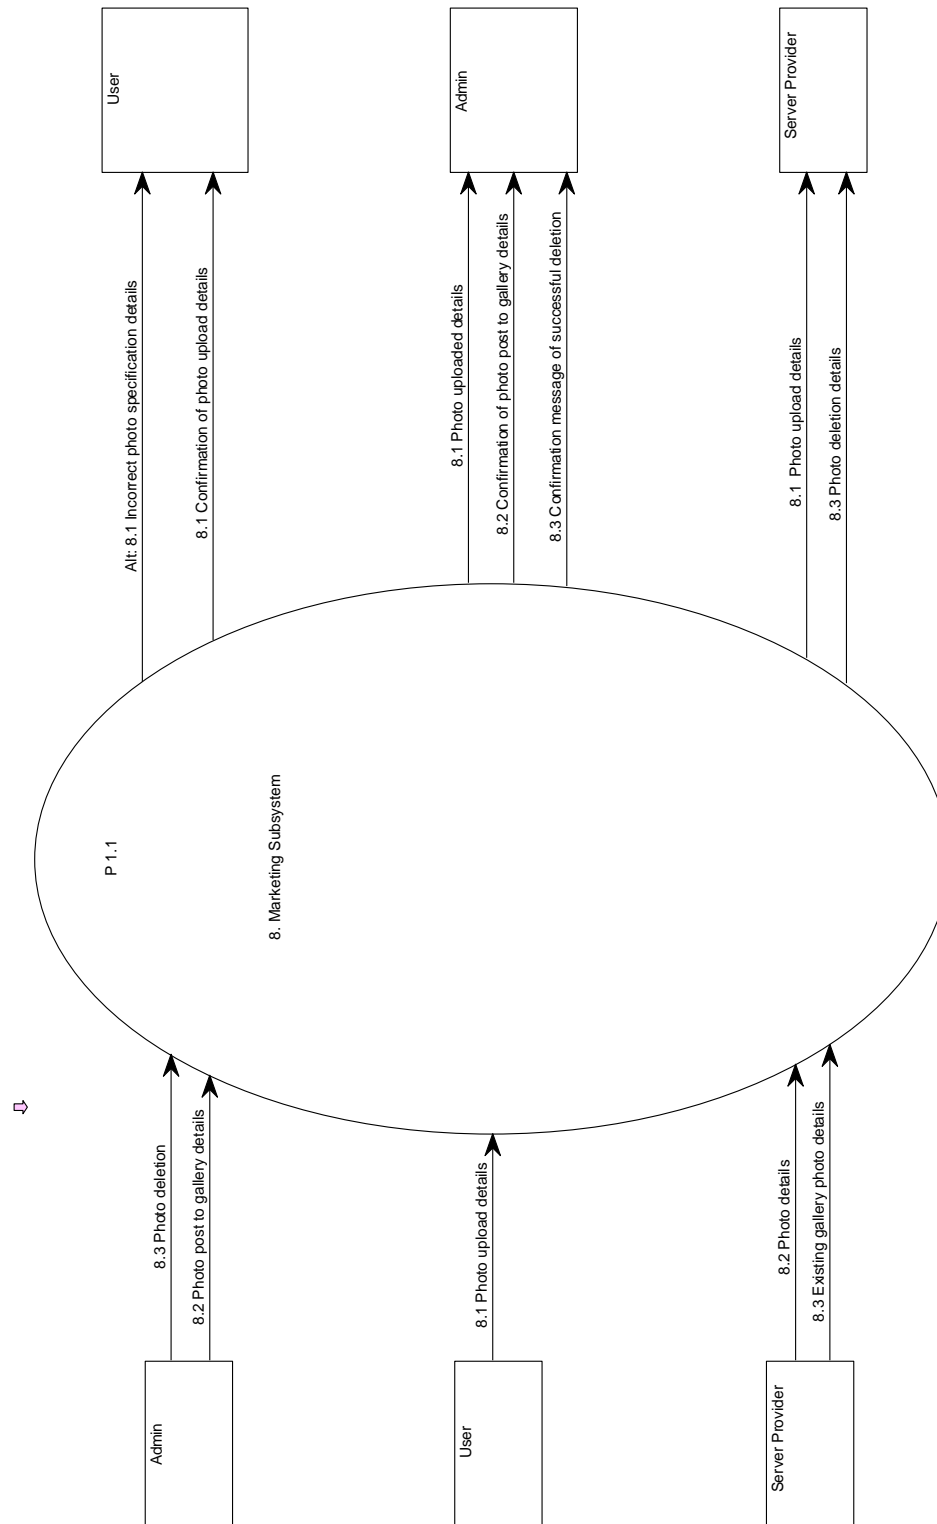 Admin
8.3 Photo deletion
8.2 Photo post to gallery details
User
8.1 Photo upload details
Server Provider
8.2 Photo details
8.3 Existing gallery photo details
P 1.1
8. Marketing Subsystem
Alt: 8.1 Incorrect photo specification details
8.1 Confirmation of photo upload details
User
8.1 Photo uploaded details
8.2 Confirmation of photo post to gallery details
8.3 Confirmation message of successful deletion
Admin
8.1 Photo upload details
8.3 Photo deletion details
Server Provider